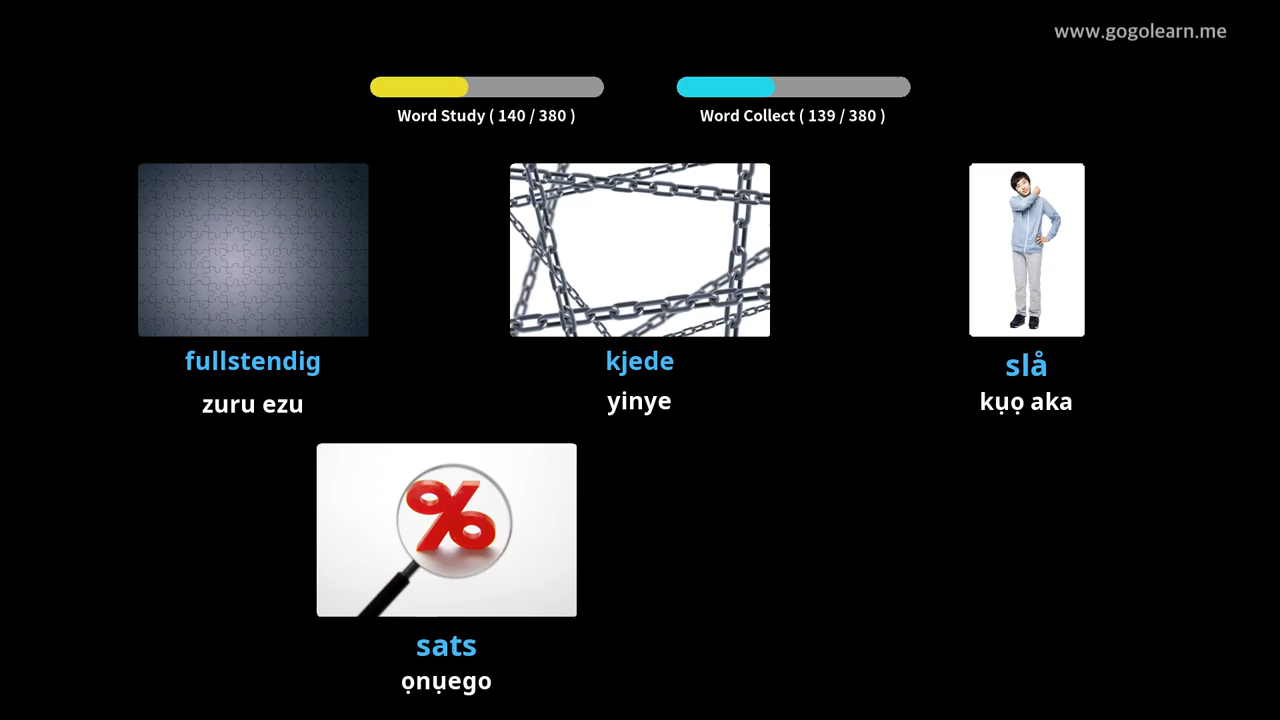 www.gogolearn.me
Word Study ( 140 / 380 )
Word Collect ( 139 / 380 )
fullstendig
zuru ezu
kjede
yinye
slå
kụọ aka
sats
ọnụego